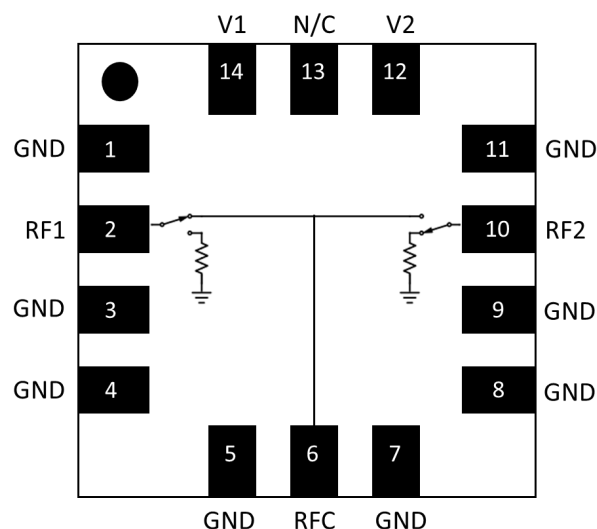 V1 N/C V2
14 13 12
GND 1 11 GND
RF1 2 10 RF2
GND 3 9 GND
GND 4 8 GND
5 6 7
GND RFC GND